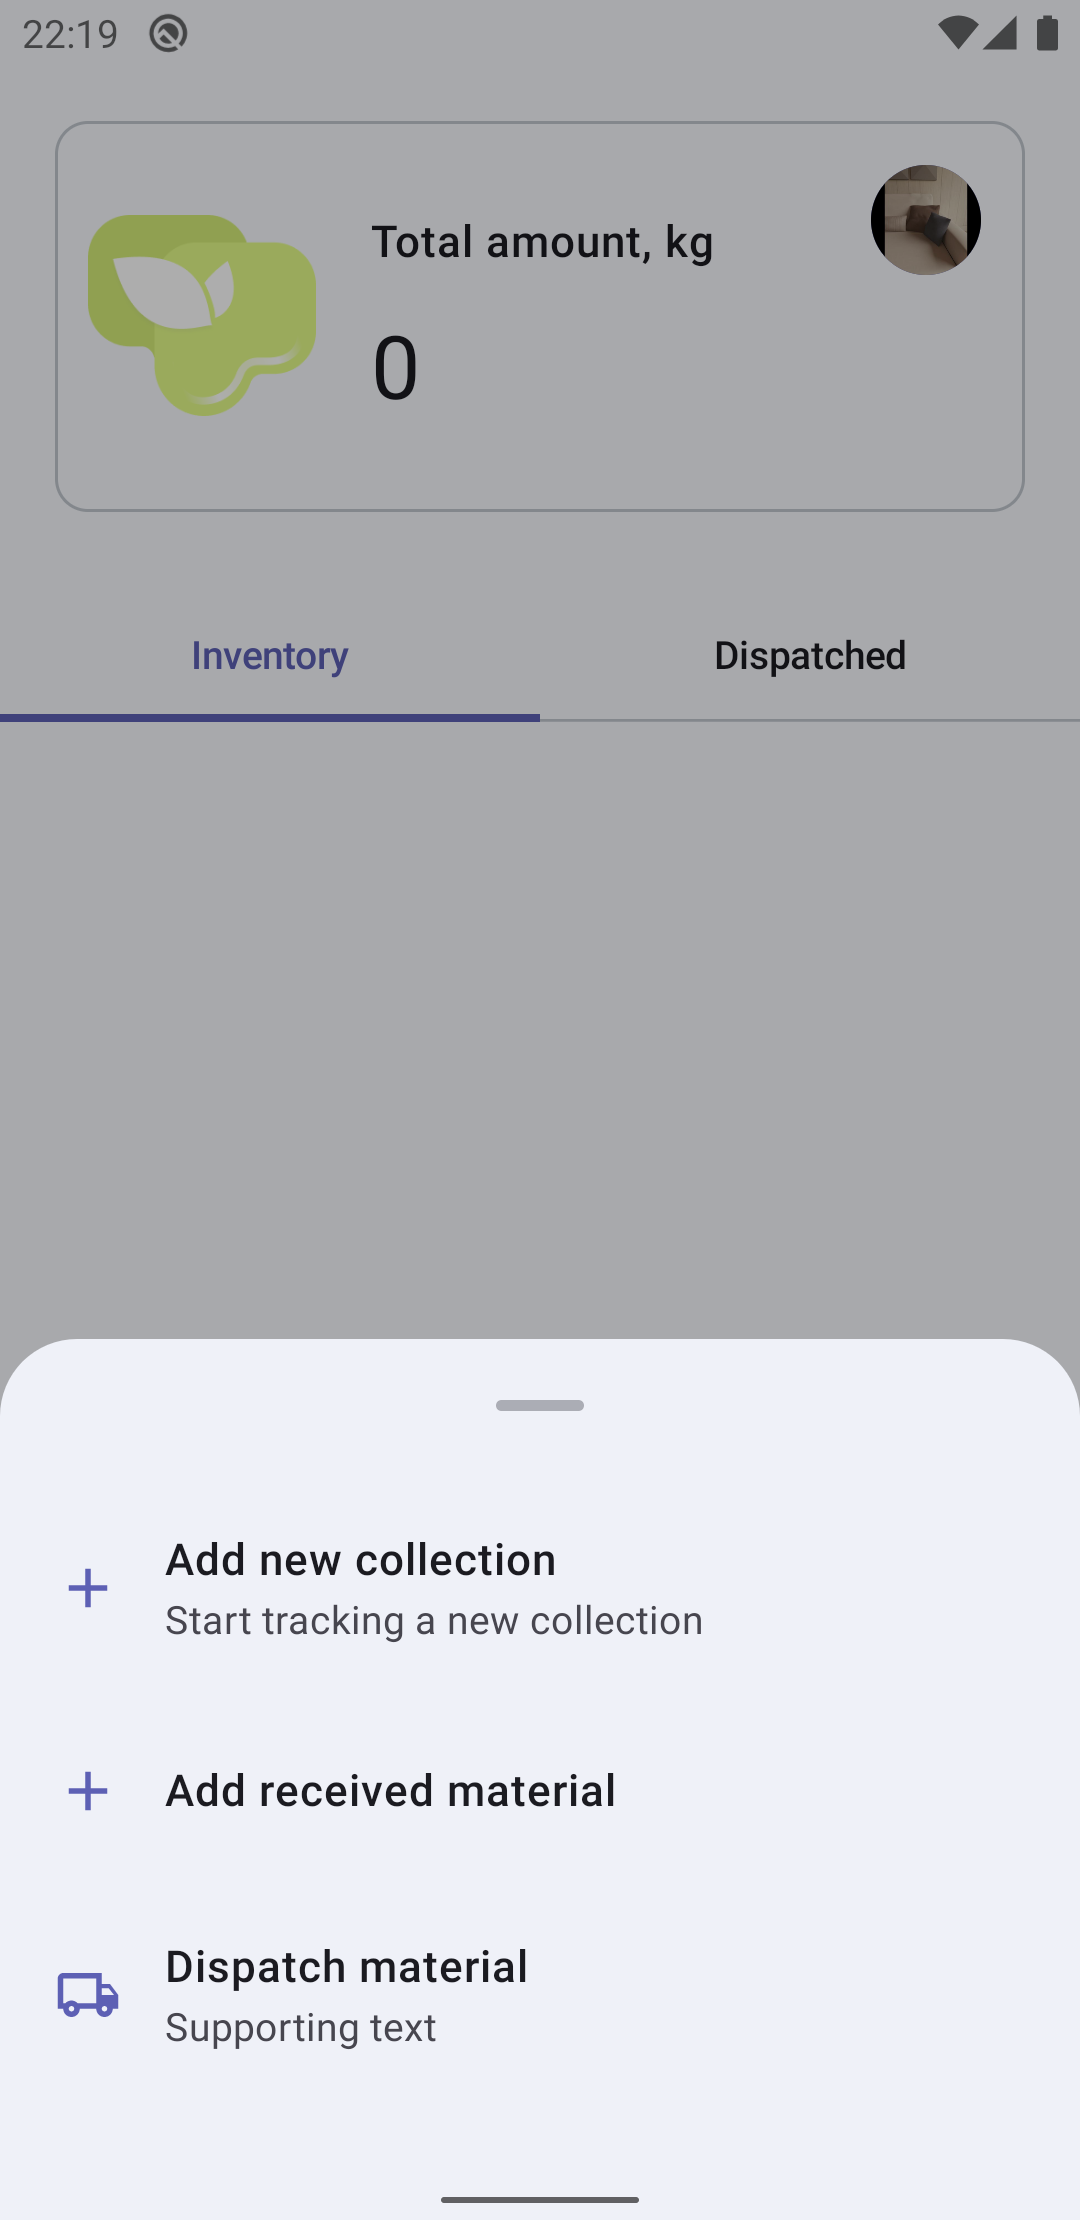 22:19
Total amount, kg
0
Inventory
Dispatched
Add new collection
Start tracking a new collection
Add received material
Dispatch material
Supporting text